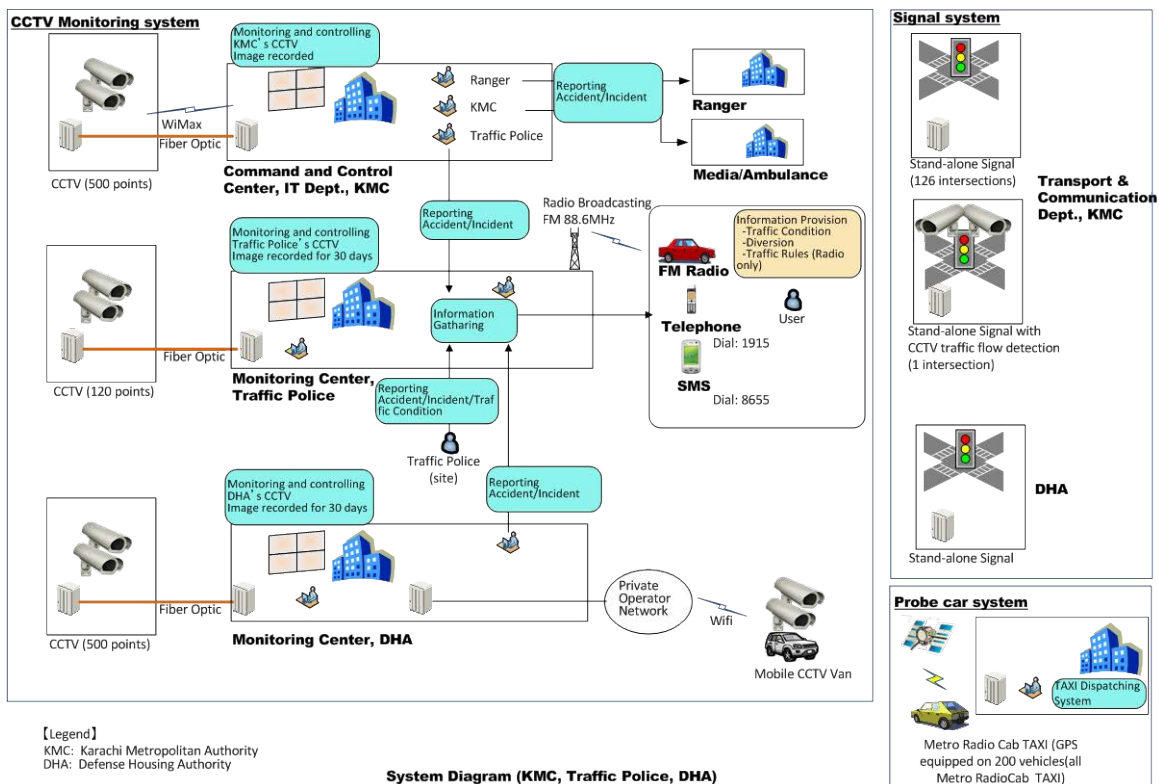 CCTV Monitoring system
Monitoring and controlling
KMC's CCTV
Image recorded
Ranger
KMC
Traffic Police
Reporting
Accident/Incident
Ranger
Media/Ambulance
WiMax
Fiber Optic
CCTV (500 points)
Command and Control
Center, IT Dept., KMC
Reporting
Accident/Incident
Radio Broadcasting
FM 88.6MHz
Monitoring and controlling
Traffic Police's CCTV
Image recorded for 30 days
Information
Gatharing
Information Provision
-Traffic Condition
-Diversion
-Traffic Rules (Radio
only)
FM Radio
User
Telephone
Dial: 1915
SMS
Dial: 8655
Fiber Optic
CCTV (120 points)
Monitoring Center,
Traffic Police
Reporting
Accident/Incident/Traf
fic Condition
Traffic Police
(site)
Monitoring and controlling
DHA's CCTV
Image recorded for 30 days
Reporting
Accident/Incident
Fiber Optic
CCTV (500 points)
Monitoring Center, DHA
Private
Operator
Network
Wifi
Mobile CCTV Van
Signal system
Stand-alone Signal
(126 intersections)
Transport &
Communication
Dept., KMC
Stand-alone Signal with
CCTV traffic flow detection
(1 intersection)
DHA
Stand-alone Signal
Probe car system
TAXI Dispatching
System
Metro Radio Cab TAXI (GPS
equipped on 200 vehicles(all
Metro RadioCab TAXI)
【Legend】
KMC: Karachi Metropolitan Authority
DHA: Defense Housing Authority
System Diagram (KMC, Traffic Police, DHA)